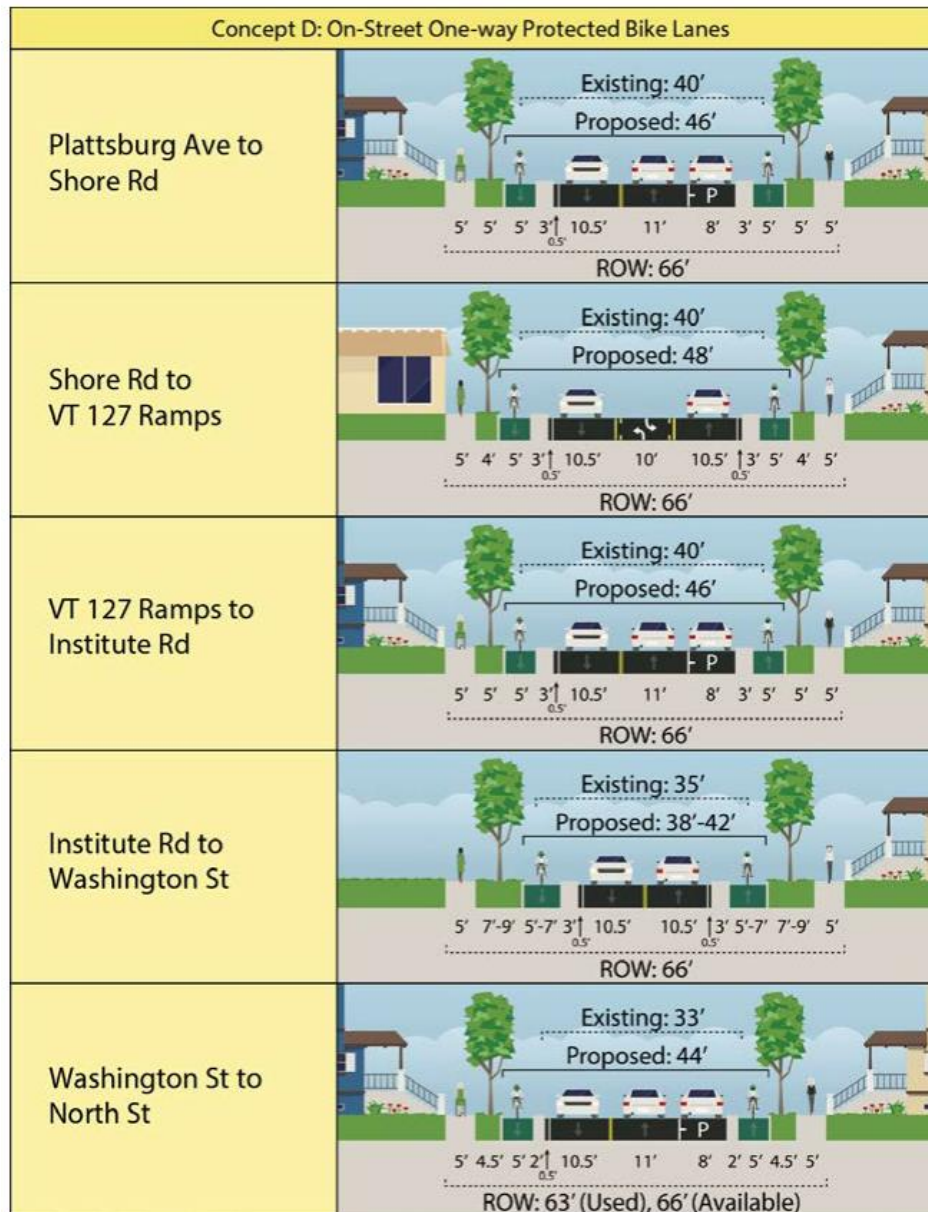 Concept D: On-Street One-way Protected Bike Lanes
Plattsburg Ave to
Shore Rd
Existing: 40'
Proposed: 46'
P
5' 5' 5' 3' 10.5' 11' 8' 3' 5' 5' 5'
0.5'
ROW: 66'
Shore Rd to
VT 127 Ramps
Existing: 40'
Proposed: 48'
5' 4' 5' 3' 10.5' 10' 10.5' 3' 5' 4' 5'
0.5' 0.5'
ROW: 66'
VT 127 Ramps to
Institute Rd
Existing: 40'
Proposed: 46'
P
5' 5' 5' 3' 10.5' 11' 8' 3' 5' 5' 5'
0.5'
ROW: 66'
Institute Rd to
Washington St
Existing: 35'
Proposed: 38'-42'
5' 7'-9' 5'-7' 3' 10.5' 10.5' 3' 5'-7' 7'-9' 5'
0.5' 0.5'
ROW: 66'
Washington St to
North St
Existing: 33'
Proposed: 44'
P
5' 4.5' 5' 2' 10.5' 11' 8' 2' 5' 4.5' 5'
0.5'
ROW: 63' (Used), 66' (Available)